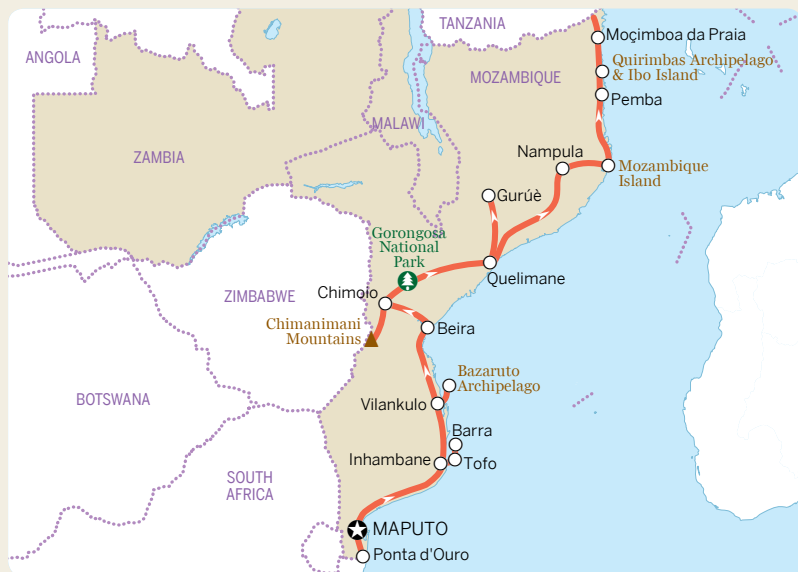 TANZANIA
Moçimboa da Praia
ANGOLA
Quirimbas Archipelago
& Ibo Island
MOZAMBIQUE
Pemba
MALAWI
ZAMBIA
Nampula
Mozambique
Island
Gurúè
Gorongosa
National
Park
Quelimane
ZIMBABWE
Chimoio
Chimanimani
Mountains
Beira
Bazaruto
Archipelago
BOTSWANA
Vilankulo
Barra
Inhambane
Tofo
SOUTH
AFRICA
MAPUTO
Ponta d'Ouro